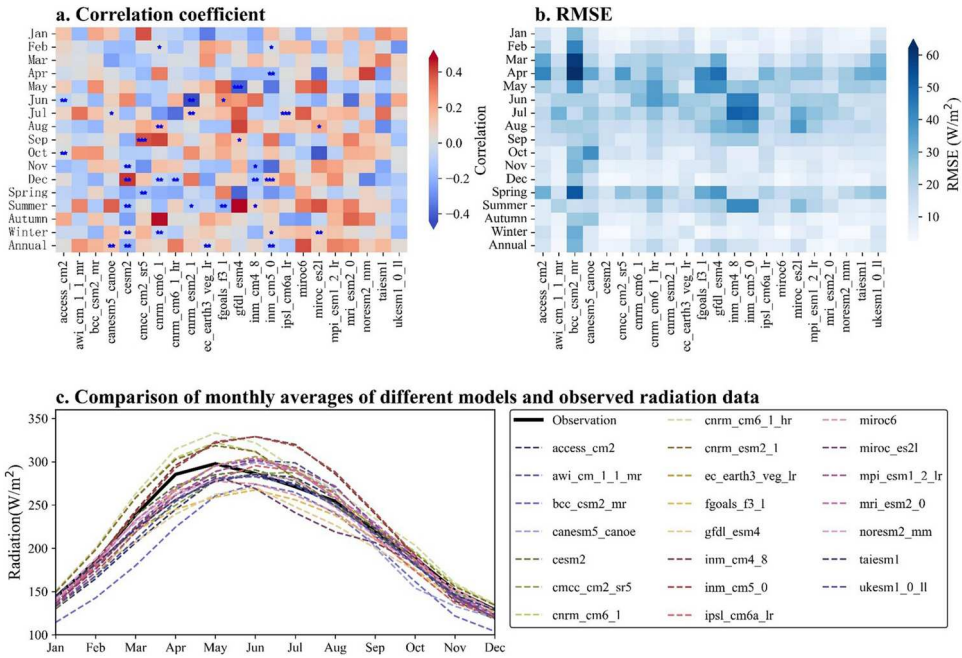 a. Correlation coefficient
b. RMSE
Jan
Feb
Mar
Apr
May
Jun
Jul
Aug
Sep
Oct
Nov
Dec
Spring
Summer
Autumn
Winter
Annual
access_cm2
awi_cm_1_1_mr
bcc_csm2_mr
canesm5_canoe
cesm2
cmcc_cm2_sr5
cnrm_cm6_1
cnrm_cm6_1_hr
cnrm_esm2_1
ec_earth3_veg_lr
fgoals_f3_l
gfdl_esm4
inm_cm4_8
inm_cm5_0
ipsl_cm6a_lr
miroc6
miroc_es2l
mpi_esm1_2_lr
mri_esm2_0
noresm2_mm
taiesm1
ukesm1_0_ll
0.4
0.2
0.0
−0.2
−0.4
Correlation
Jan
Feb
Mar
Apr
May
Jun
Jul
Aug
Sep
Oct
Nov
Dec
Spring
Summer
Autumn
Winter
Annual
access_cm2
awi_cm_1_1_mr
bcc_csm2_mr
canesm5_canoe
cesm2
cmcc_cm2_sr5
cnrm_cm6_1
cnrm_cm6_1_hr
cnrm_esm2_1
ec_earth3_veg_lr
fgoals_f3_l
gfdl_esm4
inm_cm4_8
inm_cm5_0
ipsl_cm6a_lr
miroc6
miroc_es2l
mpi_esm1_2_lr
mri_esm2_0
noresm2_mm
taiesm1
ukesm1_0_ll
60
50
40
30
20
10
RMSE (W/m²)
c. Comparison of monthly averages of different models and observed radiation data
Radiation(W/m²)
350
300
250
200
150
100
Jan Feb Mar Apr May Jun Jul Aug Sep Oct Nov Dec
Observation
access_cm2
awi_cm_1_1_mr
bcc_csm2_mr
canesm5_canoe
cesm2
cmcc_cm2_sr5
cnrm_cm6_1
cnrm_cm6_1_hr
cnrm_esm2_1
ec_earth3_veg_lr
fgoals_f3_l
gfdl_esm4
inm_cm4_8
inm_cm5_0
ipsl_cm6a_lr
miroc6
miroc_es2l
mpi_esm1_2_lr
mri_esm2_0
noresm2_mm
taiesm1
ukesm1_0_ll